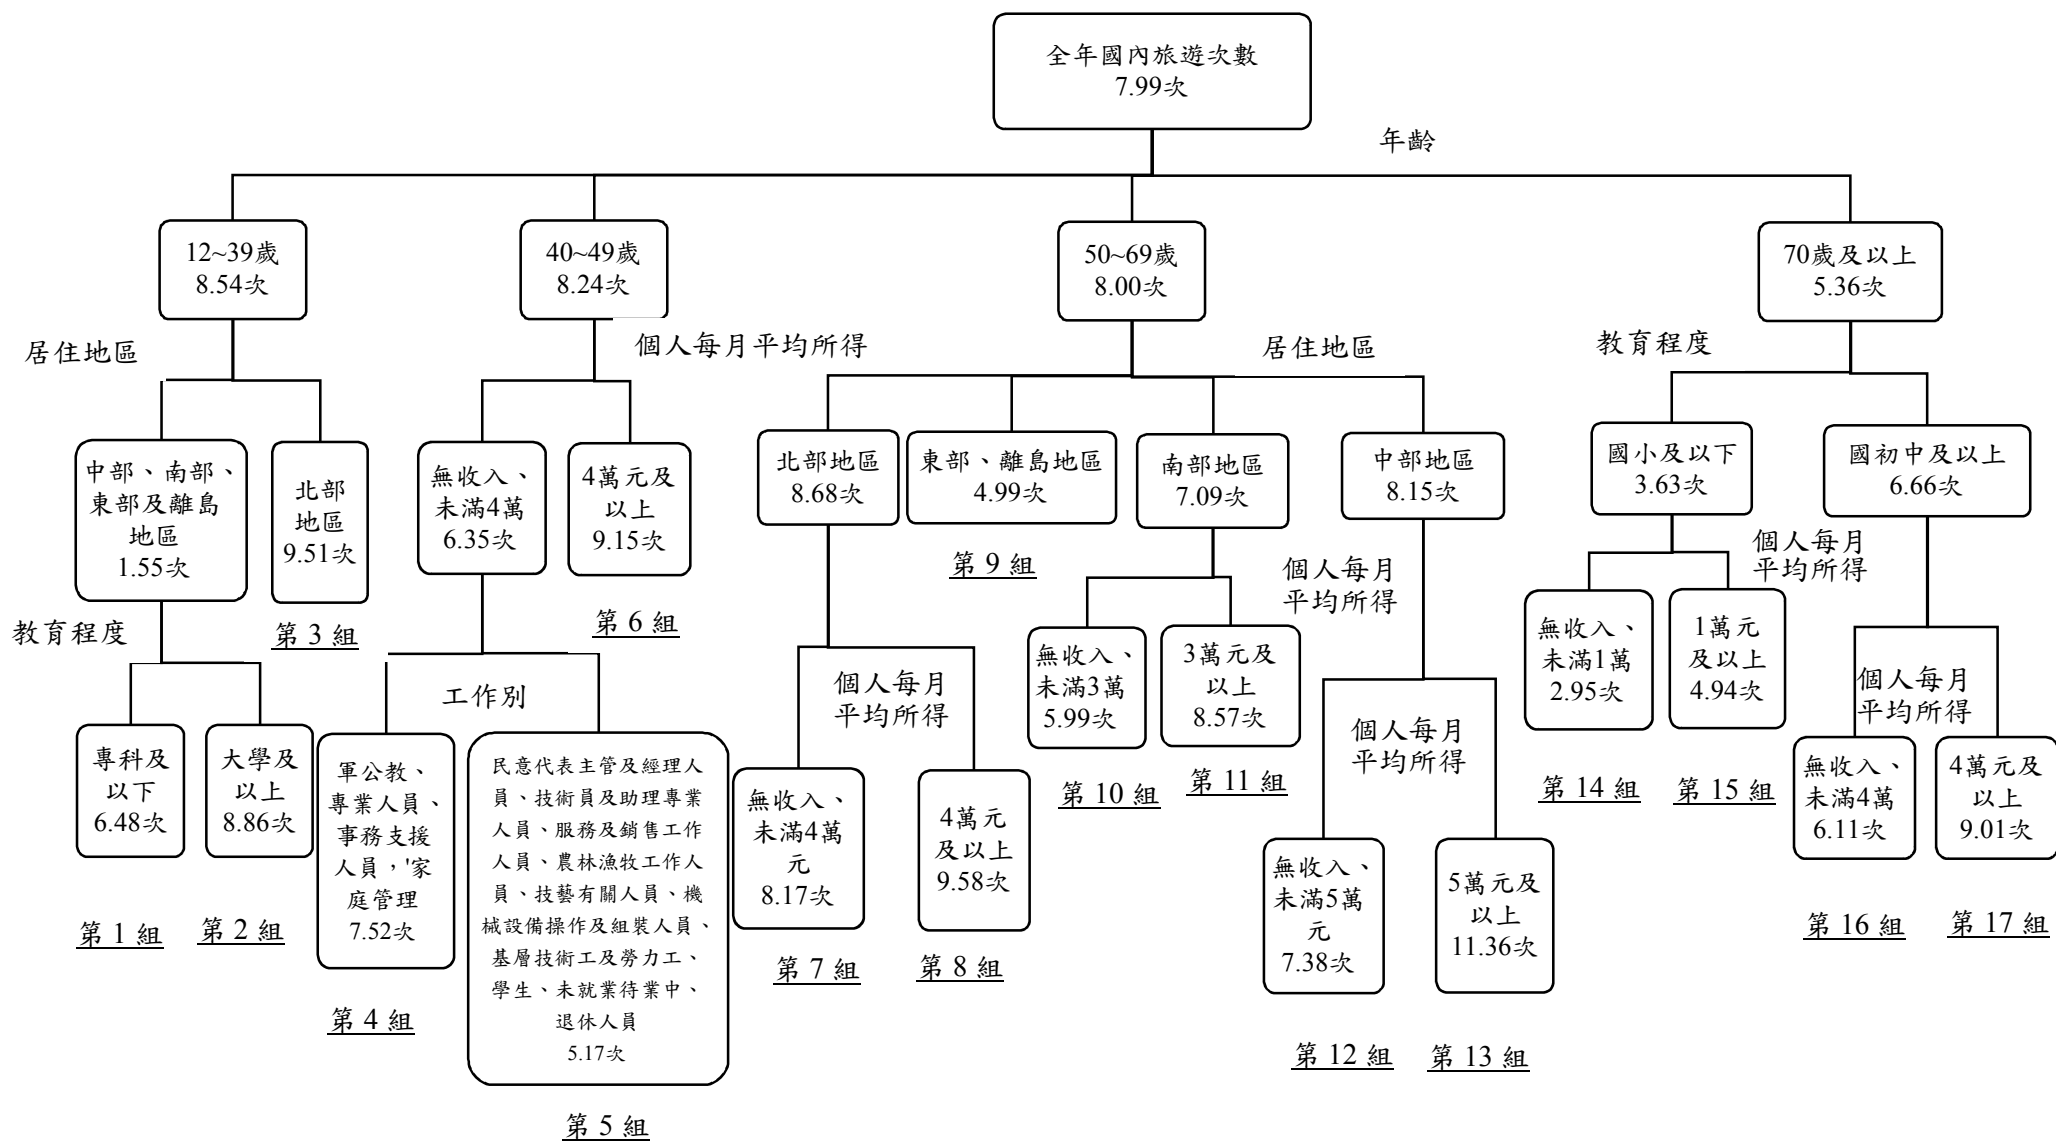 全年國內旅遊次數
7.99次
年齡
12~39歲
8.54次
40~49歲
8.24次
50~69歲
8.00次
70歲及以上
5.36次
居住地區
個人每月平均所得
居住地區
教育程度
中部、南部、
東部及離島
地區
1.55次
北部
地區
9.51次
第 3 組
無收入、
未滿4萬
6.35次
4萬元及
以上
9.15次
第 6 組
北部地區
8.68次
東部、離島地區
4.99次
第 9 組
南部地區
7.09次
中部地區
8.15次
國小及以下
3.63次
國初中及以上
6.66次
教育程度
專科及
以下
6.48次
第 1 組
大學及
以上
8.86次
第 2 組
工作別
軍公教、
專業人員、
事務支援
人員，'家
庭管理
7.52次
第 4 組
民意代表主管及經理人
員、技術員及助理專業
人員、服務及銷售工作
人員、農林漁牧工作人
員、技藝有關人員、機
械設備操作及組裝人員、
基層技術工及勞力工、
學生、未就業待業中、
退休人員
5.17次
第 5 組
個人每月
平均所得
無收入、
未滿4萬
元
8.17次
第 7 組
4萬元
及以上
9.58次
第 8 組
無收入、
未滿3萬
5.99次
第 10 組
3萬元及
以上
8.57次
第 11 組
個人每月
平均所得
個人每月
平均所得
無收入、
未滿5萬
元
7.38次
第 12 組
5萬元及
以上
11.36次
第 13 組
個人每月
平均所得
無收入、
未滿1萬
2.95次
第 14 組
1萬元
及以上
4.94次
第 15 組
個人每月
平均所得
無收入、
未滿4萬
6.11次
第 16 組
4萬元及
以上
9.01次
第 17 組